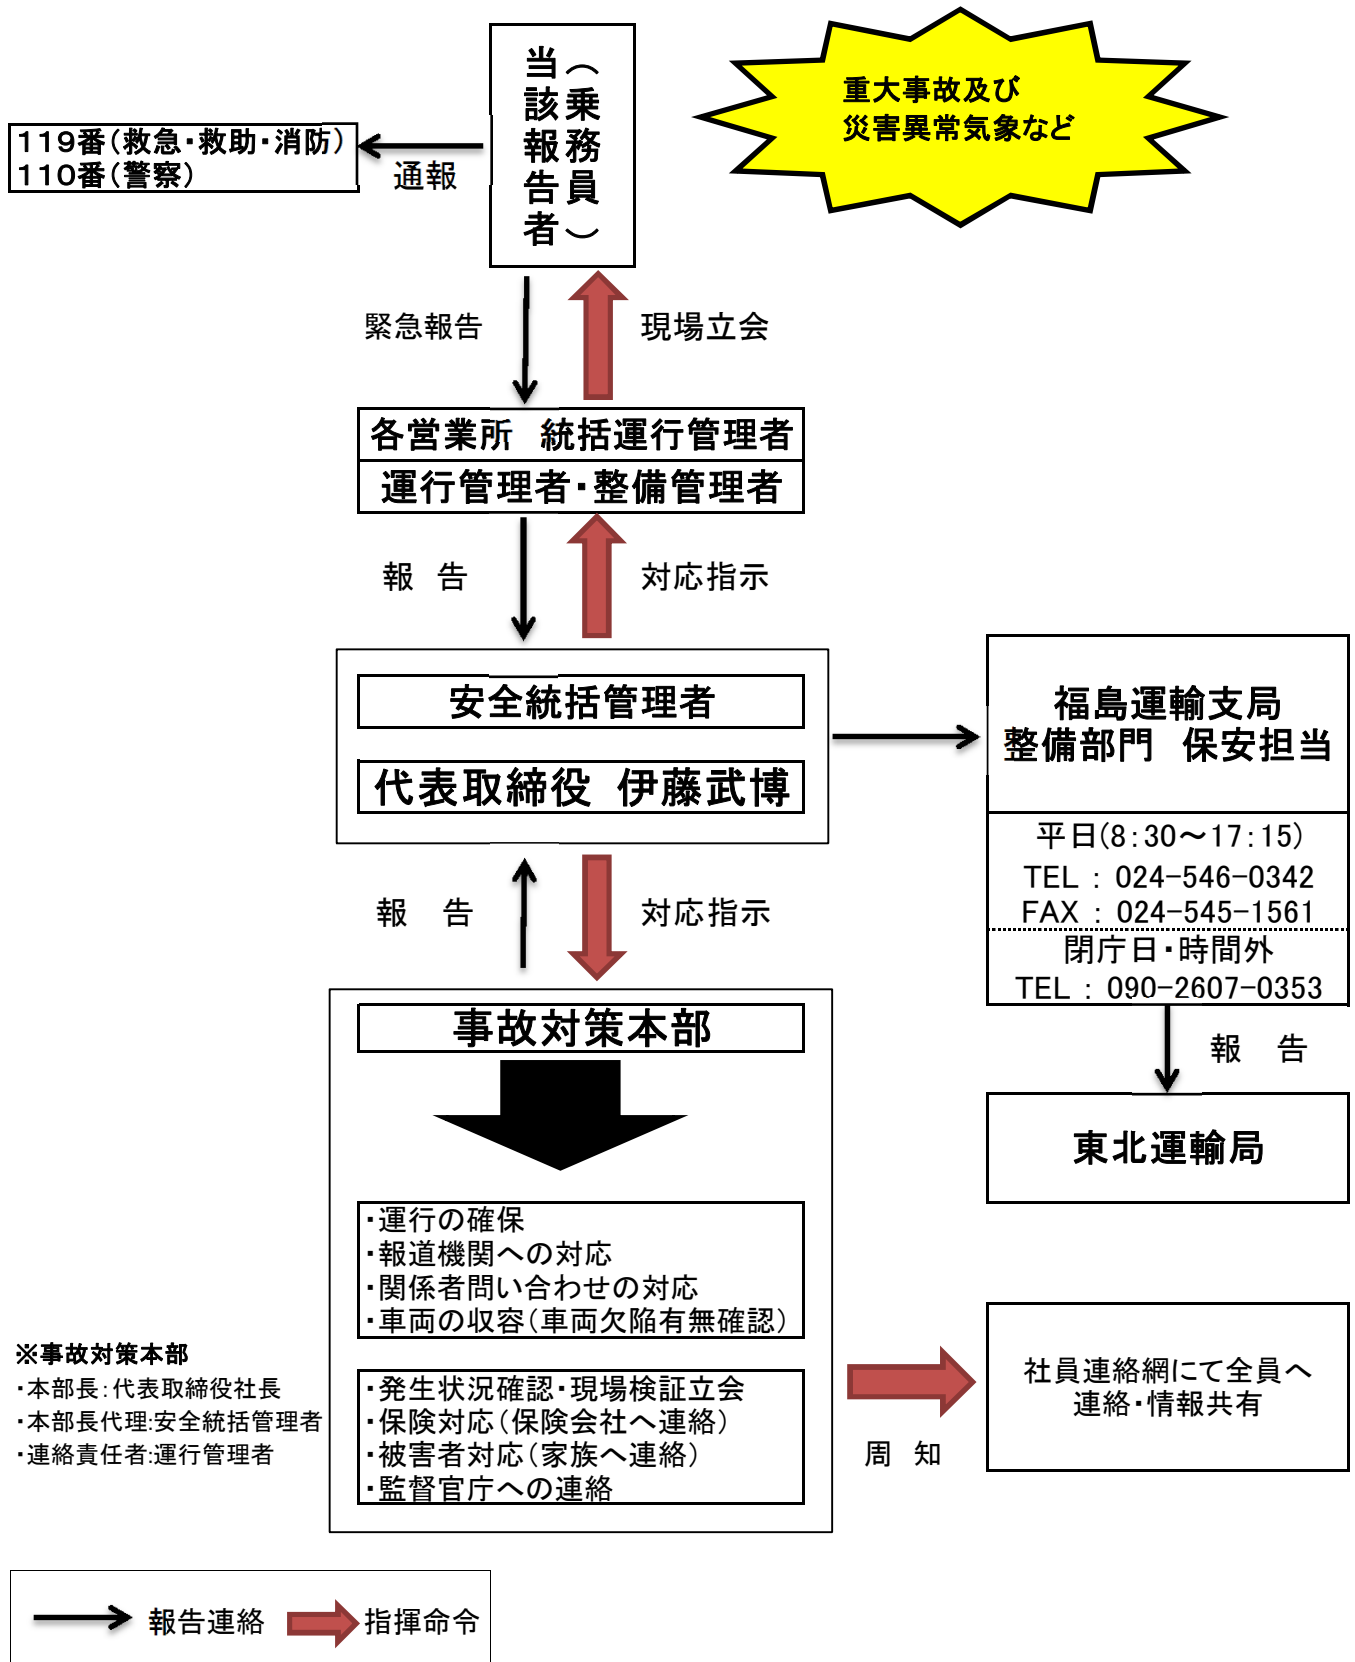 当該報告者
（乗務員）
重大事故及び
災害異常気象など
119番（救急・救助・消防）
110番（警察）
通報
緊急報告
現場立会
各営業所　統括運行管理者
運行管理者・整備管理者
報　告
対応指示
安全統括管理者
代表取締役　伊藤武博
福島運輸支局
整備部門　保安担当
平日(8:30～17:15)
TEL : 024-546-0342
FAX : 024-545-1561
閉庁日・時間外
TEL : 090-2607-0353
報　告
対応指示
報　告
東北運輸局
事故対策本部
・運行の確保
・報道機関への対応
・関係者問い合わせの対応
・車両の収容（車両欠陥有無確認）
・発生状況確認・現場検証立会
・保険対応（保険会社へ連絡）
・被害者対応（家族へ連絡）
・監督官庁への連絡
※事故対策本部
・本部長：代表取締役社長
・本部長代理:安全統括管理者
・連絡責任者:運行管理者
周　知
社員連絡網にて全員へ
連絡・情報共有
報告連絡
指揮命令